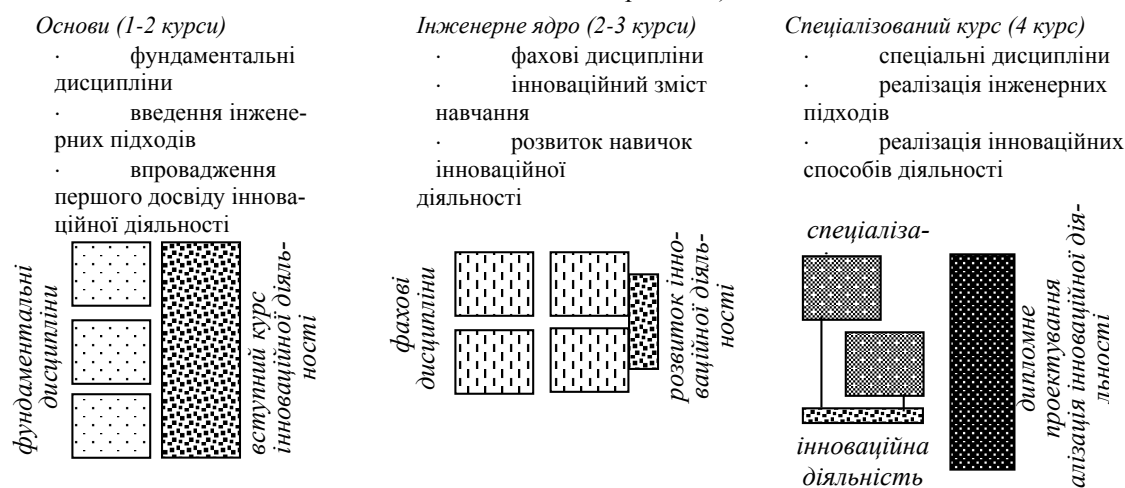 Основи (1-2 курси)
· фундаментальні
дисципліни
· введення інжене-
рних підходів
· впровадження
першого досвіду іннова-
ційної діяльності
фундаментальні
дисципліни
вступний курс
інноваційної діяль-
ності
Інженерне ядро (2-3 курси)
· фахові дисципліни
· інноваційний зміст
навчання
· розвиток навичок
інноваційної
діяльності
фахові
дисципліни
розвиток інно-
ваційної діяль-
ності
Спеціалізований курс (4 курс)
· спеціальні дисципліни
· реалізація інженерних
підходів
· реалізація інноваційних
способів діяльності
спеціаліза-
інноваційна
діяльність
дипломне
проектування
алізація інноваційної дія-
льності